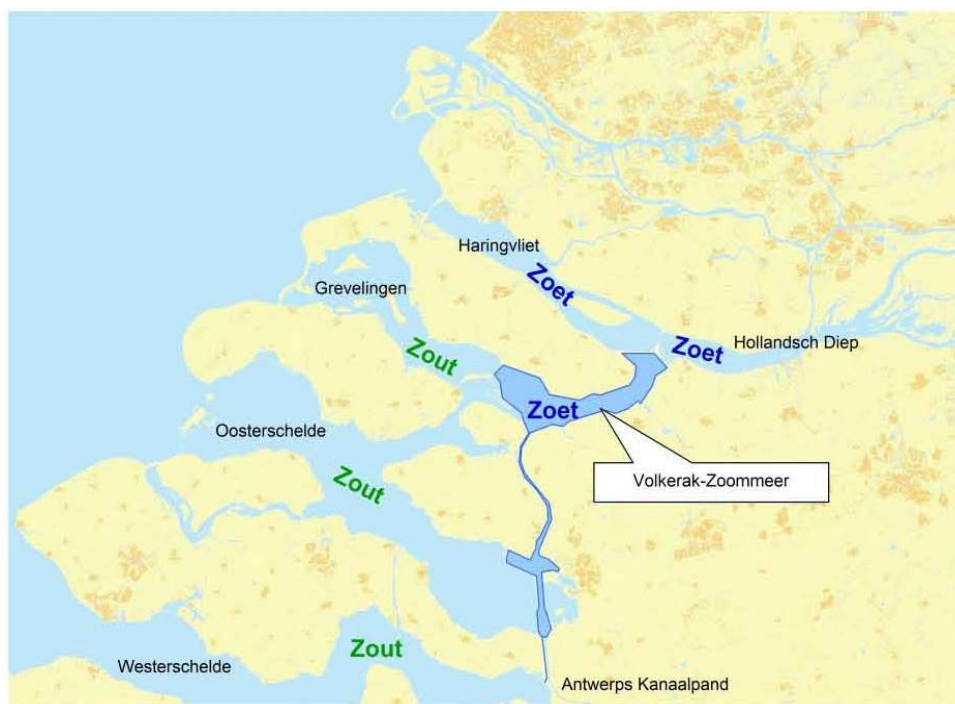 Haringvliet
Zoet
Grevelingen
Zout
Zoet
Hollandsch Diep
Zoet
Oosterschelde
Zout
Volkerak-Zoommeer
Zout
Westerschelde
Antwerps Kanaalpand